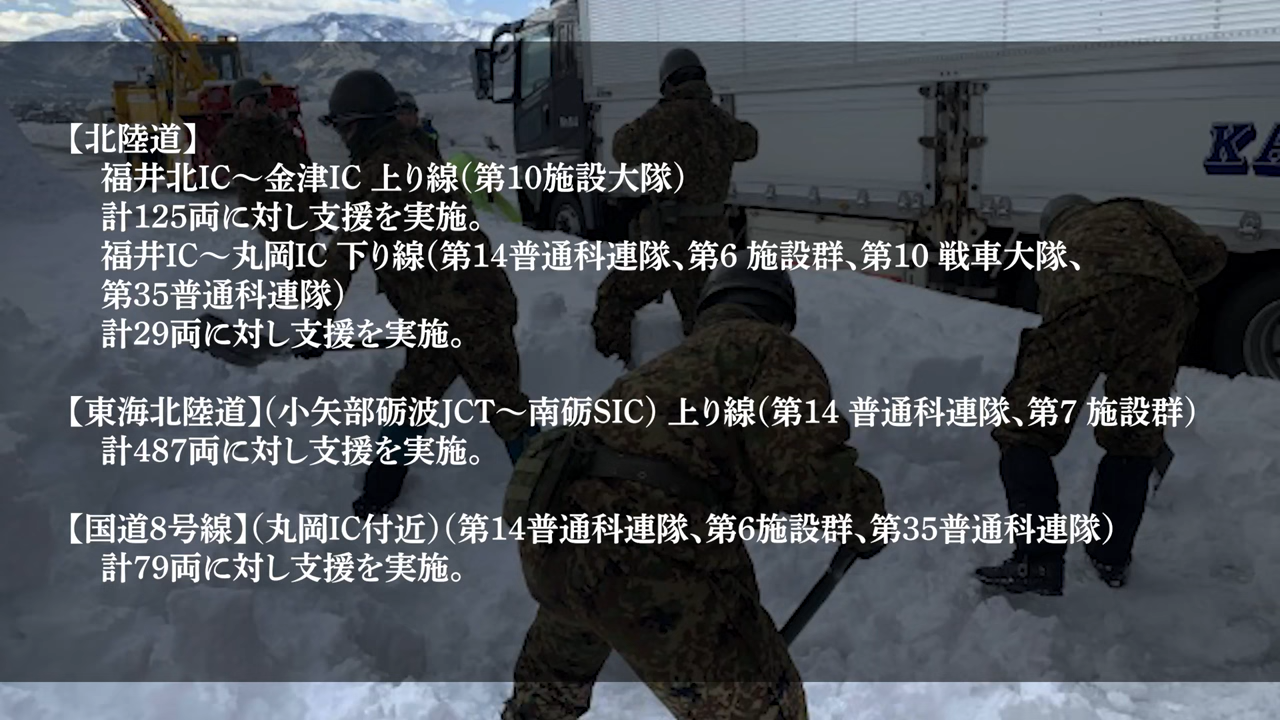 【北陸道】
福井北IC～金津IC 上り線（第10施設大隊）
計125両に対し支援を実施。
福井IC～丸岡IC 下り線（第14普通科連隊、第6 施設群、第10 戦車大隊、
第35普通科連隊）
計29両に対し支援を実施。
【東海北陸道】（小矢部砺波JCT～南砺SIC） 上り線（第14 普通科連隊、第7 施設群）
計487両に対し支援を実施。
【国道8号線】（丸岡IC付近）（第14普通科連隊、第6施設群、第35普通科連隊）
計79両に対し支援を実施。
KA